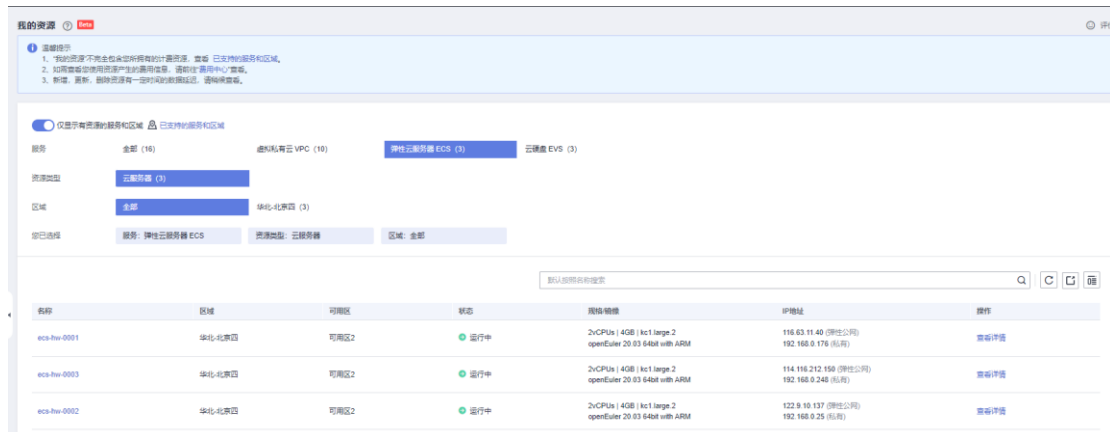 我的资源 Beta
评
温馨提示
1、“我的资源”不完全包含您所拥有的计费资源，查看 已支持的服务和区域。
2、如需查看您使用资源产生的费用信息，请前往“费用中心”查看。
3、新增、更新、删除资源有一定时间的数据延迟，请稍候查看。
仅显示有资源的服务和区域 已支持的服务和区域
服务 全部 (16) 虚拟私有云 VPC (10) 弹性云服务器 ECS (3) 云硬盘 EVS (3)
资源类型 云服务器 (3)
区域 全部 华北-北京四 (3)
您已选择 服务: 弹性云服务器 ECS 资源类型: 云服务器 区域: 全部
默认按照名称搜索
名称 区域 可用区 状态 规格/镜像 IP地址 操作
ecs-hw-0001 华北-北京四 可用区2 运行中 2vCPUs | 4GB | kc1.large.2 116.63.11.40 (弹性公网) 查看详情
openEuler 20.03 64bit with ARM 192.168.0.176 (私有)
ecs-hw-0003 华北-北京四 可用区2 运行中 2vCPUs | 4GB | kc1.large.2 114.116.212.150 (弹性公网) 查看详情
openEuler 20.03 64bit with ARM 192.168.0.248 (私有)
ecs-hw-0002 华北-北京四 可用区2 运行中 2vCPUs | 4GB | kc1.large.2 122.9.10.137 (弹性公网) 查看详情
openEuler 20.03 64bit with ARM 192.168.0.25 (私有)